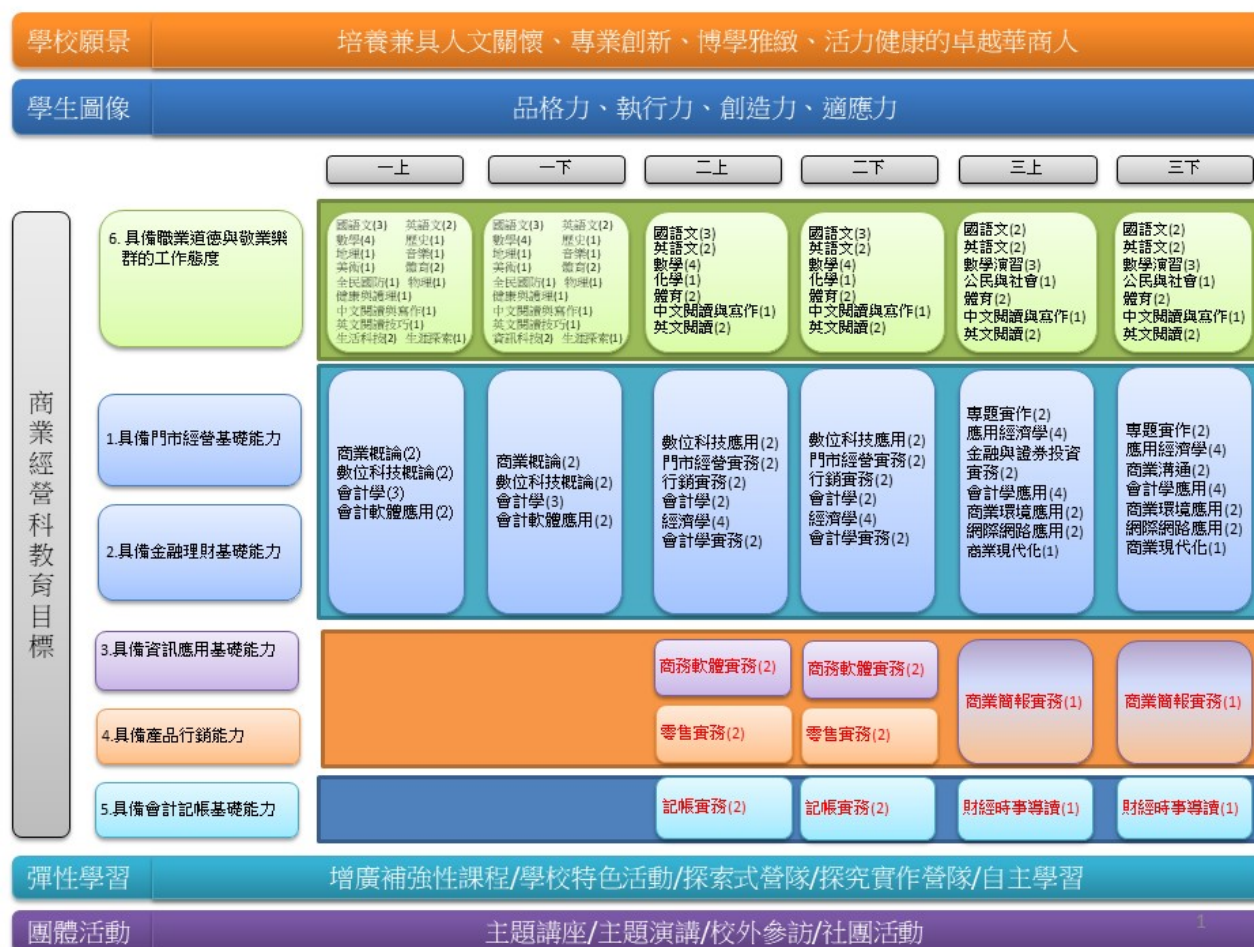 學校願景
培養兼具人文關懷、專業創新、博學雅緻、活力健康的卓越華商人
學生圖像
品格力、執行力、創造力、適應力
一上
一下
二上
二下
三上
三下
商業經營科教育目標
6. 具備職業道德與敬業樂
群的工作態度
國語文(3) 英語文(2)
數學(4) 歷史(1)
地理(1) 音樂(1)
美術(1) 體育(2)
全民國防(1) 物理(1)
健康與護理(1)
中文閱讀與寫作(1)
英文閱讀技巧(1)
生活科技(2) 生涯探索(1)
國語文(3) 英語文(2)
數學(4) 歷史(1)
地理(1) 音樂(1)
美術(1) 體育(2)
全民國防(1) 物理(1)
健康與護理(1)
中文閱讀與寫作(1)
英文閱讀技巧(1)
資訊科技(2) 生涯探索(1)
國語文(3)
英語文(2)
數學(4)
化學(1)
體育(2)
中文閱讀與寫作(1)
英文閱讀(2)
國語文(3)
英語文(2)
數學(4)
化學(1)
體育(2)
中文閱讀與寫作(1)
英文閱讀(2)
國語文(2)
英語文(2)
數學演習(3)
公民與社會(1)
體育(2)
中文閱讀與寫作(1)
英文閱讀(2)
國語文(2)
英語文(2)
數學演習(3)
公民與社會(1)
體育(2)
中文閱讀與寫作(1)
英文閱讀(2)
1.具備門市經營基礎能力
2.具備金融理財基礎能力
商業概論(2)
數位科技概論(2)
會計學(3)
會計軟體應用(2)
商業概論(2)
數位科技概論(2)
會計學(3)
會計軟體應用(2)
數位科技應用(2)
門市經營實務(2)
行銷實務(2)
會計學(2)
經濟學(4)
會計學實務(2)
數位科技應用(2)
門市經營實務(2)
行銷實務(2)
會計學(2)
經濟學(4)
會計學實務(2)
專題實作(2)
應用經濟學(4)
金融與證券投資
實務(2)
會計學應用(4)
商業環境應用(2)
網際網路應用(2)
商業現代化(1)
專題實作(2)
應用經濟學(4)
商業溝通(2)
會計學應用(4)
商業環境應用(2)
網際網路應用(2)
商業現代化(1)
3.具備資訊應用基礎能力
商務軟體實務(2)
商務軟體實務(2)
商業簡報實務(1)
商業簡報實務(1)
4.具備產品行銷能力
零售實務(2)
零售實務(2)
5.具備會計記帳基礎能力
記帳實務(2)
記帳實務(2)
財經時事導讀(1)
財經時事導讀(1)
彈性學習
增廣補強性課程/學校特色活動/探索式營隊/探究實作營隊/自主學習
團體活動
主題講座/主題演講/校外參訪/社團活動
1